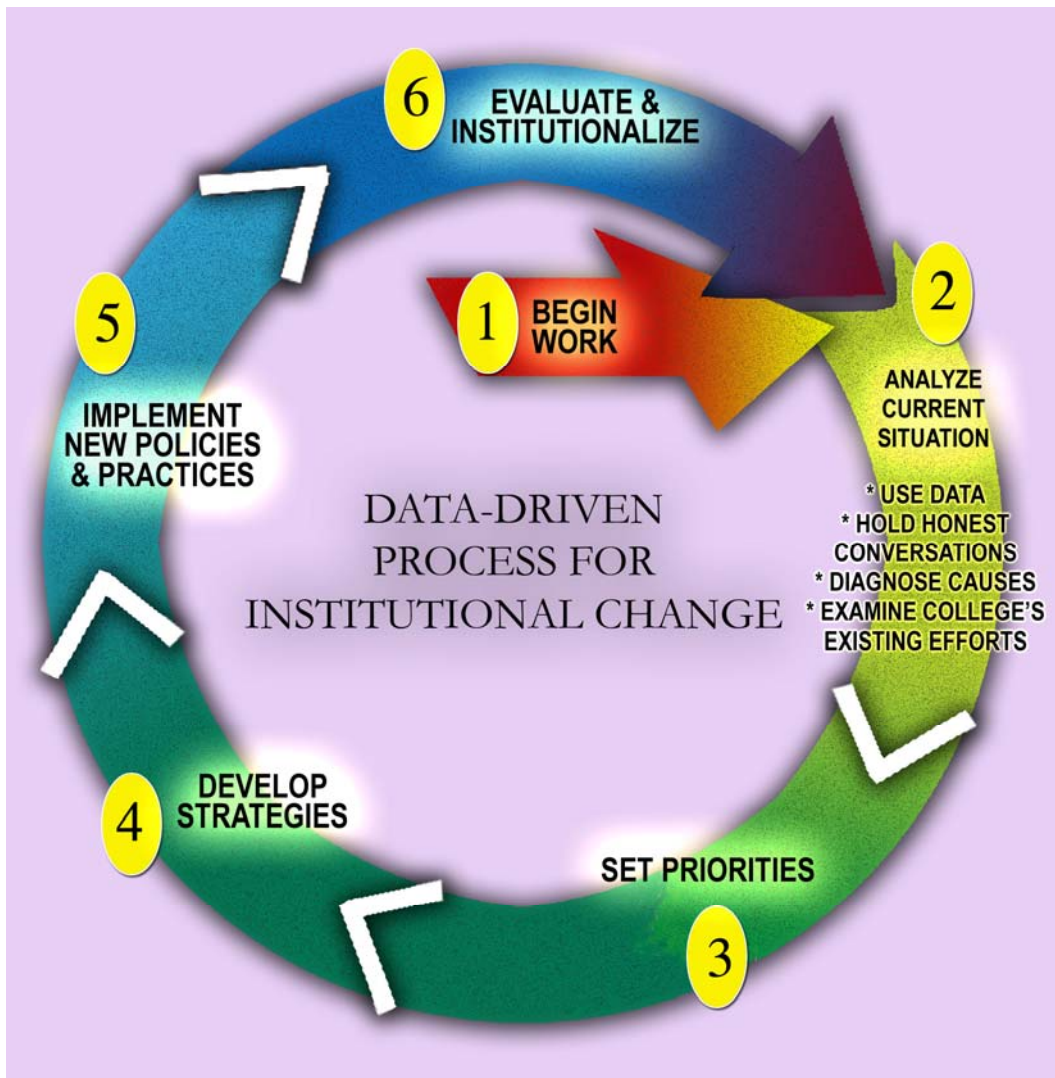 1
BEGIN
WORK
2
ANALYZE
CURRENT
SITUATION
* USE DATA
* HOLD HONEST
CONVERSATIONS
* DIAGNOSE CAUSES
* EXAMINE COLLEGE'S
EXISTING EFFORTS
3
SET PRIORITIES
4
DEVELOP
STRATEGIES
5
IMPLEMENT
NEW POLICIES
& PRACTICES
6
EVALUATE &
INSTITUTIONALIZE
DATA-DRIVEN
PROCESS FOR
INSTITUTIONAL CHANGE